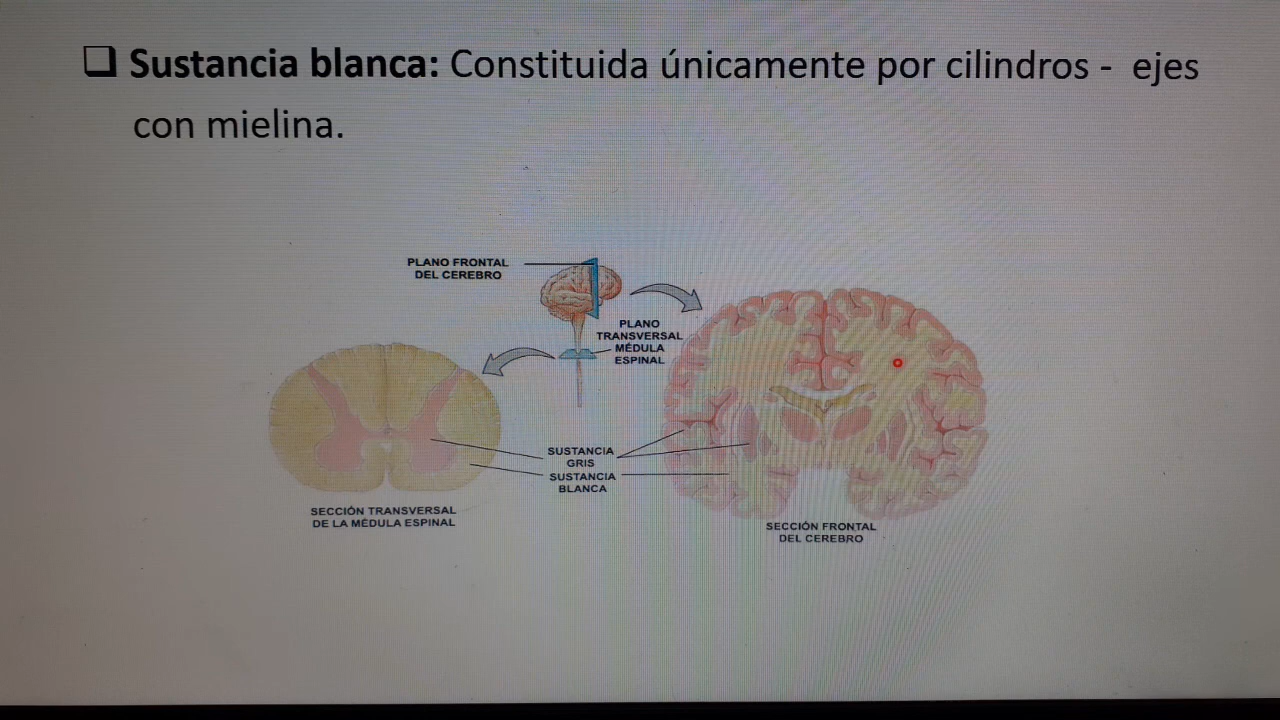 Sustancia blanca: Constituida únicamente por cilindros - ejes
con mielina.
PLANO FRONTAL
DEL CEREBRO
PLANO
TRANSVERSAL
MÉDULA
ESPINAL
SUSTANCIA
GRIS
SUSTANCIA
BLANCA
SECCIÓN TRANSVERSAL
DE LA MÉDULA ESPINAL
SECCIÓN FRONTAL
DEL CEREBRO